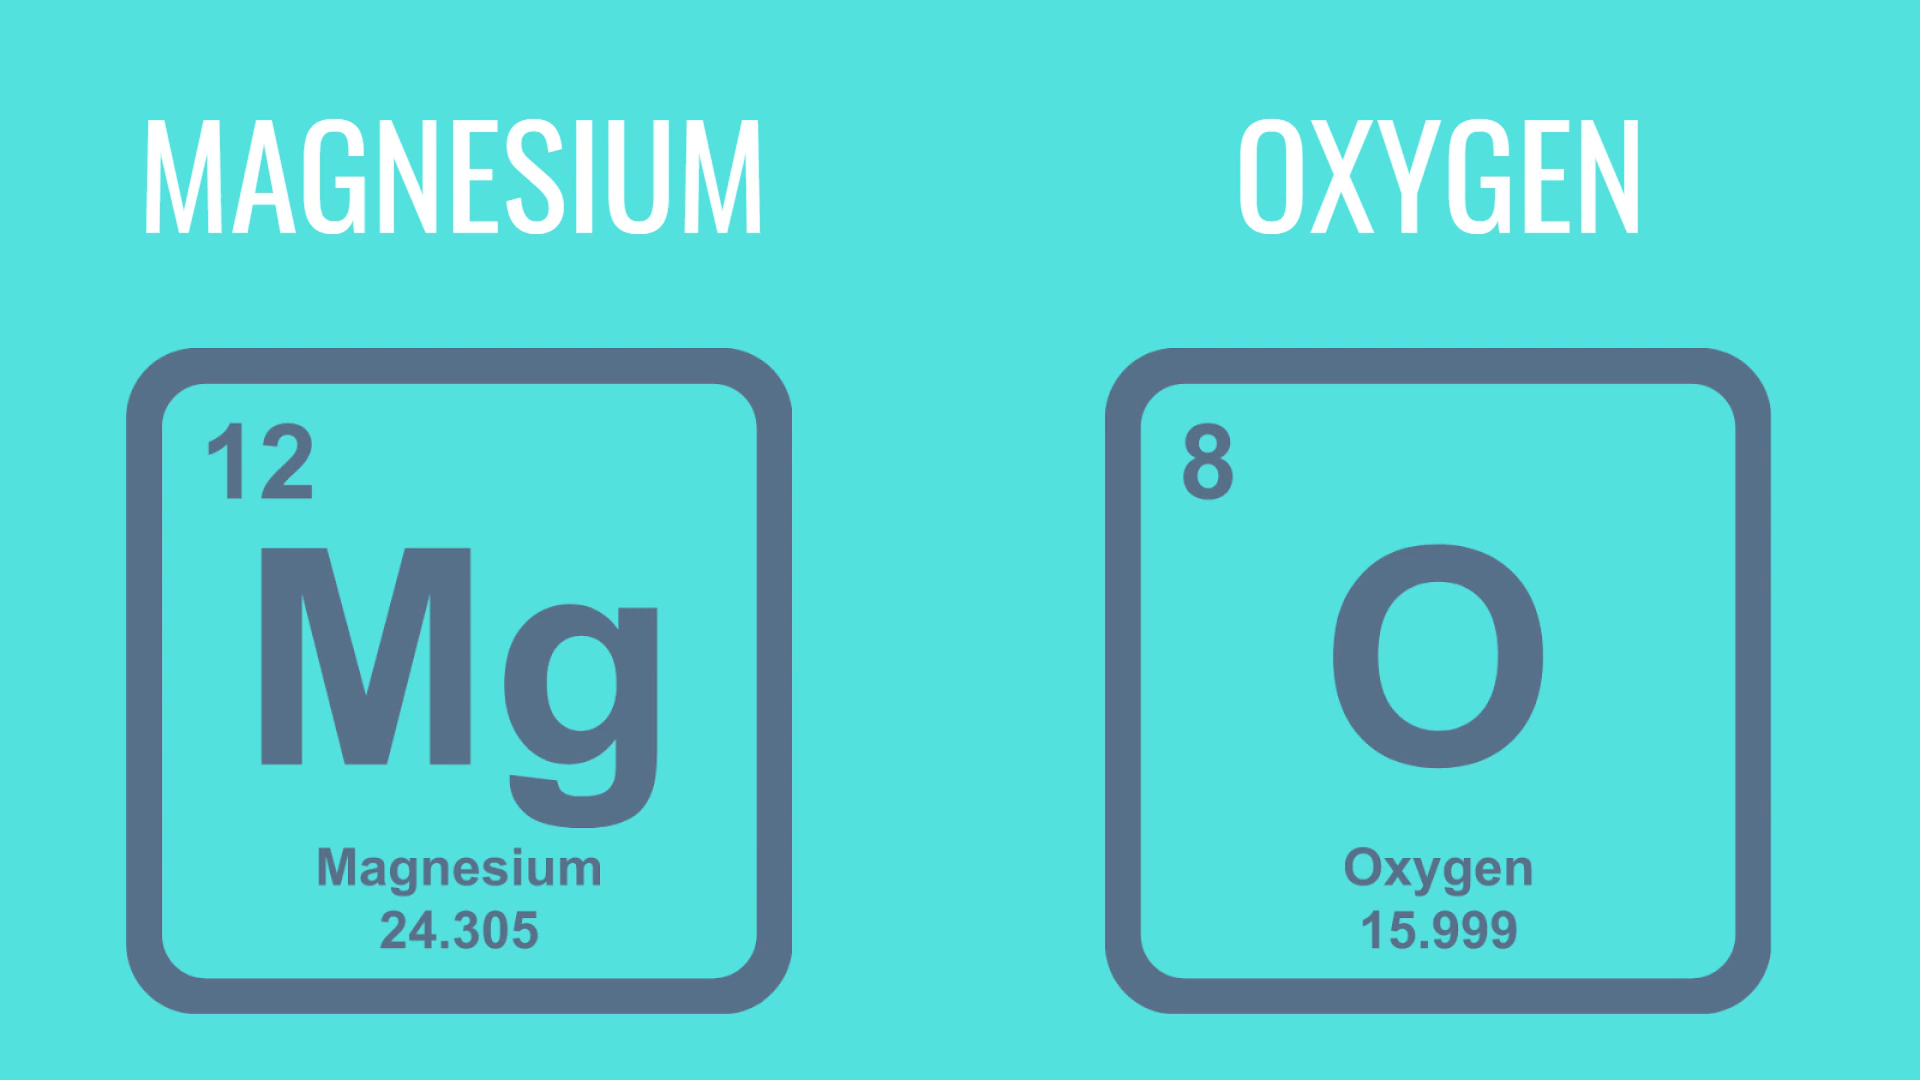 MAGNESIUM
OXYGEN
12
Mg
Magnesium
24.305
8
O
Oxygen
15.999